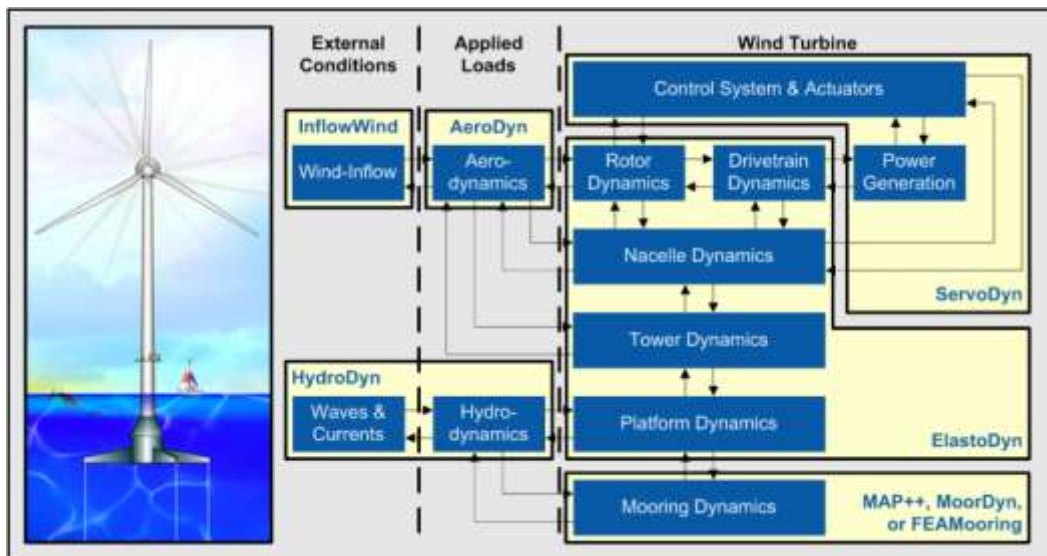 External
Conditions
Applied
Loads
Wind Turbine
Control System & Actuators
InflowWind
AeroDyn
Wind-Inflow
Aero-
dynamics
Rotor
Dynamics
Drivetrain
Dynamics
Power
Generation
Nacelle Dynamics
ServoDyn
Tower Dynamics
HydroDyn
Waves &
Currents
Hydro-
dynamics
Platform Dynamics
ElastoDyn
Mooring Dynamics
MAP++, MoorDyn,
or FEAMooring